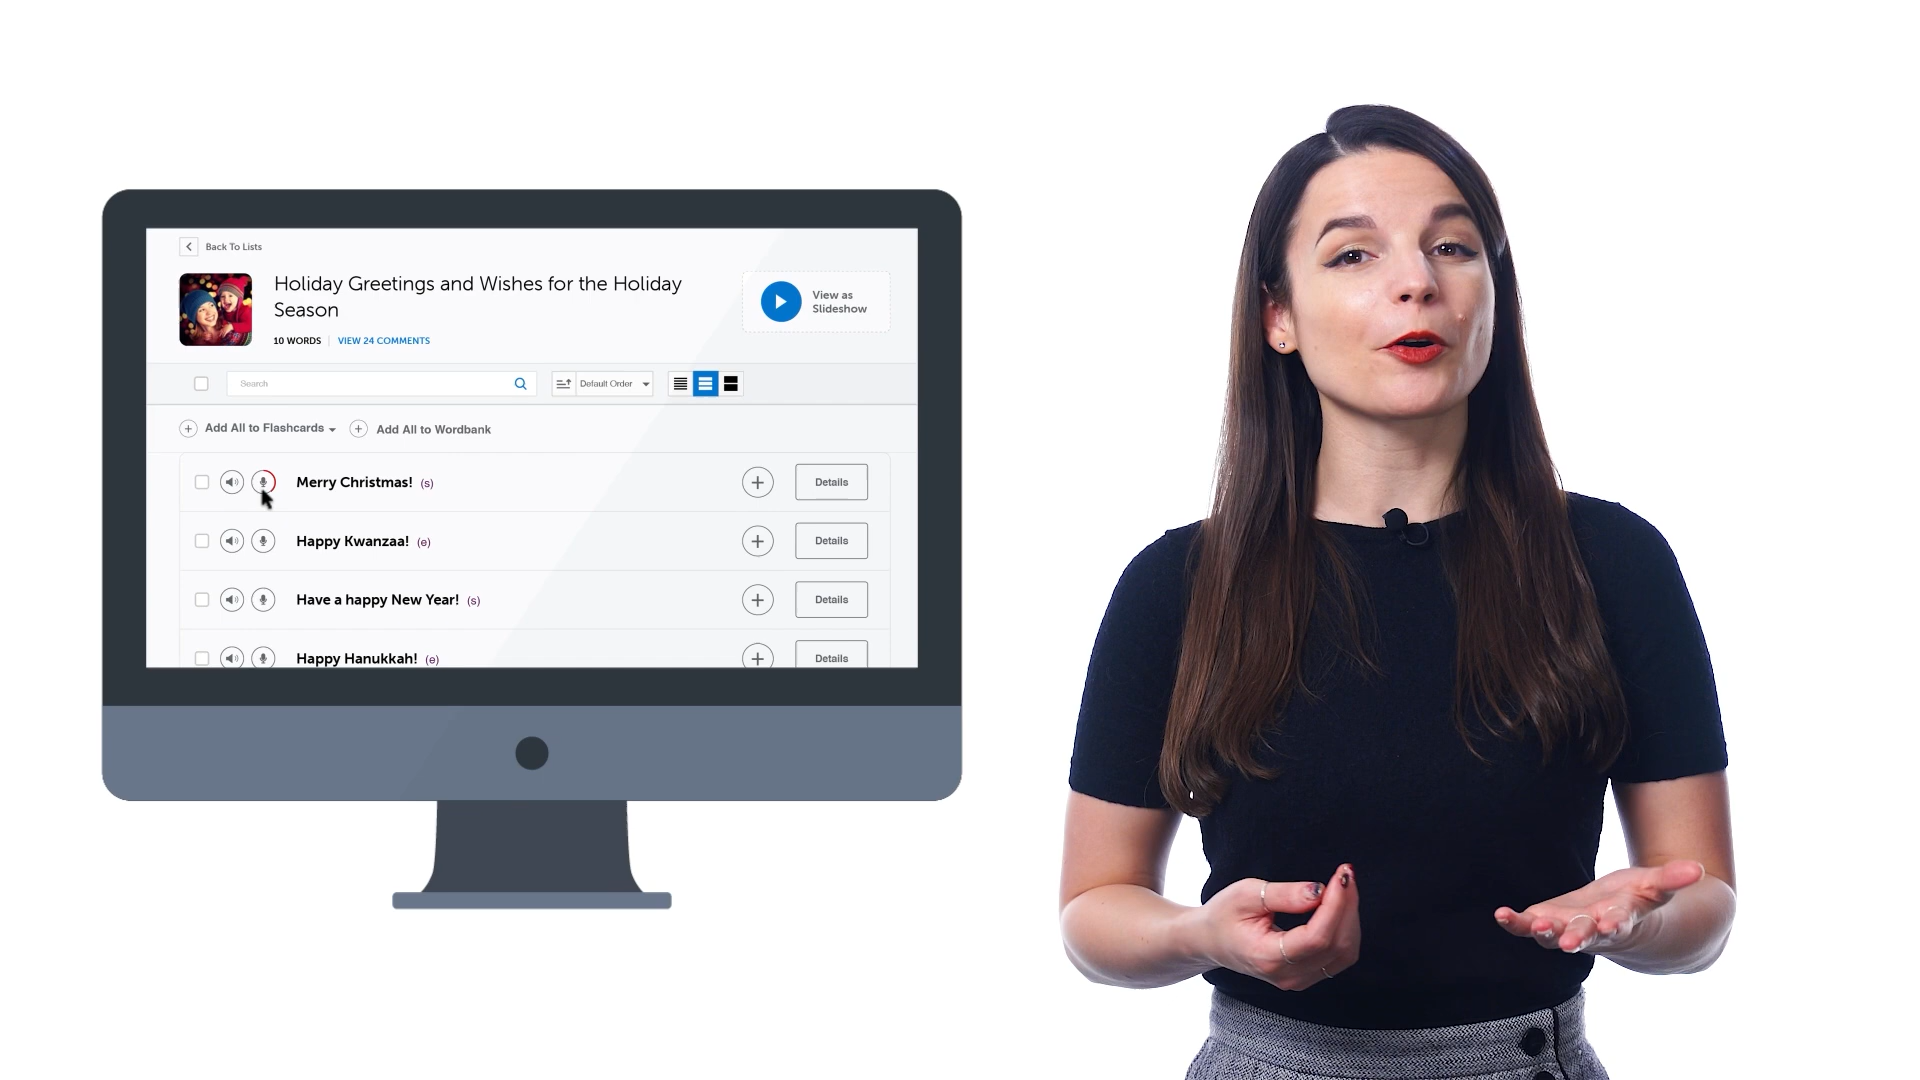 Back To Lists
Holiday Greetings and Wishes for the Holiday
Season
View as
Slideshow
10 WORDS
VIEW 24 COMMENTS
Search
Default Order
Add All to Flashcards
Add All to Wordbank
Merry Christmas! (s)
Details
Happy Kwanzaa! (e)
Details
Have a happy New Year! (s)
Details
Happy Hanukkah! (e)
Details